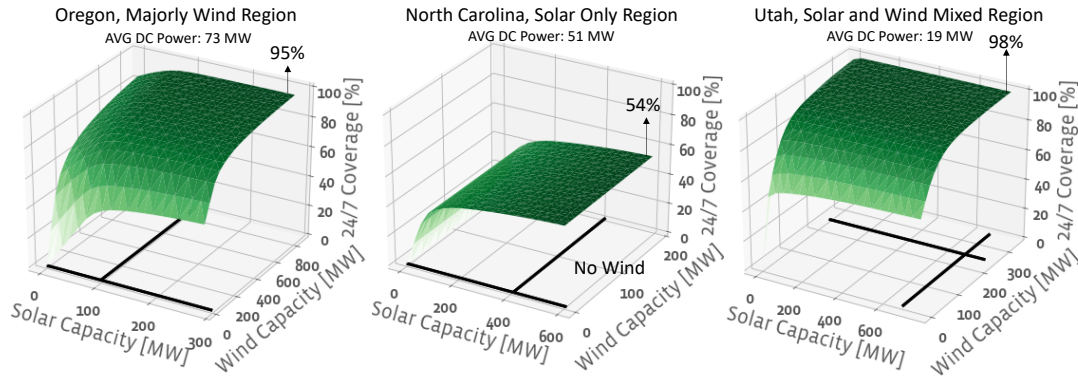 Oregon, Majorly Wind Region
AVG DC Power: 73 MW
95%
100
80
60
40
20
0
24/7 Coverage [%]
0
100
200
300
Solar Capacity [MW]
0
200
400
600
800
Wind Capacity [MW]
North Carolina, Solar Only Region
AVG DC Power: 51 MW
54%
100
80
60
40
20
0
24/7 Coverage [%]
No Wind
0
200
400
600
Solar Capacity [MW]
0
100
200
Wind Capacity [MW]
Utah, Solar and Wind Mixed Region
AVG DC Power: 19 MW
98%
100
80
60
40
20
0
24/7 Coverage [%]
0
200
400
600
Solar Capacity [MW]
0
100
200
300
Wind Capacity [MW]